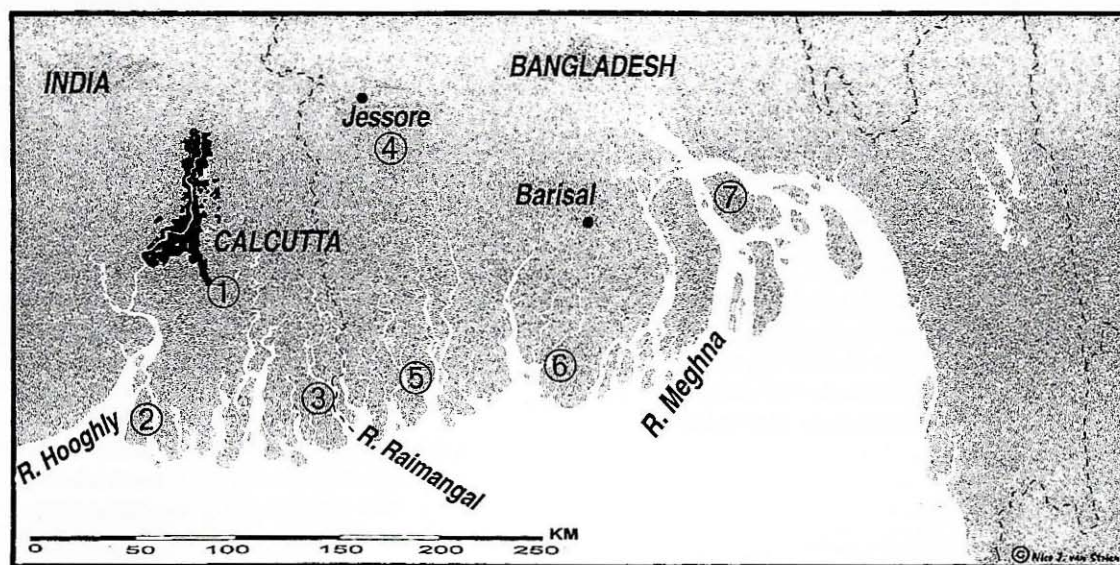 INDIA
BANGLADESH
Jessore
④
Barisal
⑦
CALCUTTA
①
⑥
⑤
③
②
R. Hooghly
R. Raimangal
R. Meghna
KM
0 50 100 150 200 250
© Nico J. van